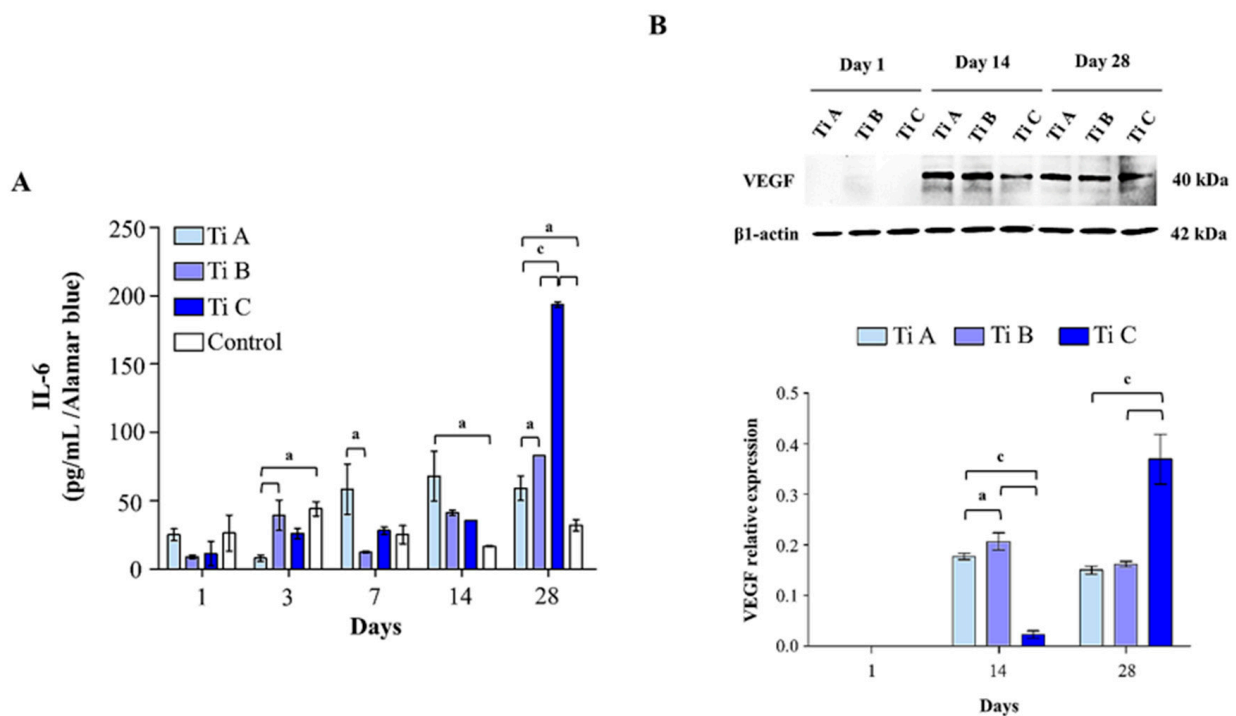 A
IL-6
(pg/mL /Alamar blue)
250
200
150
100
50
0
Ti A
Ti B
Ti C
Control
a
a
a
a
c
a
1
3
7
14
28
Days
B
Day 1
Day 14
Day 28
Ti A
Ti B
Ti C
Ti A
Ti B
Ti C
Ti A
Ti B
Ti C
VEGF
40 kDa
β1-actin
42 kDa
Ti A
Ti B
Ti C
VEGF relative expression
0.5
0.4
0.3
0.2
0.1
0.0
c
a
c
1
14
28
Days